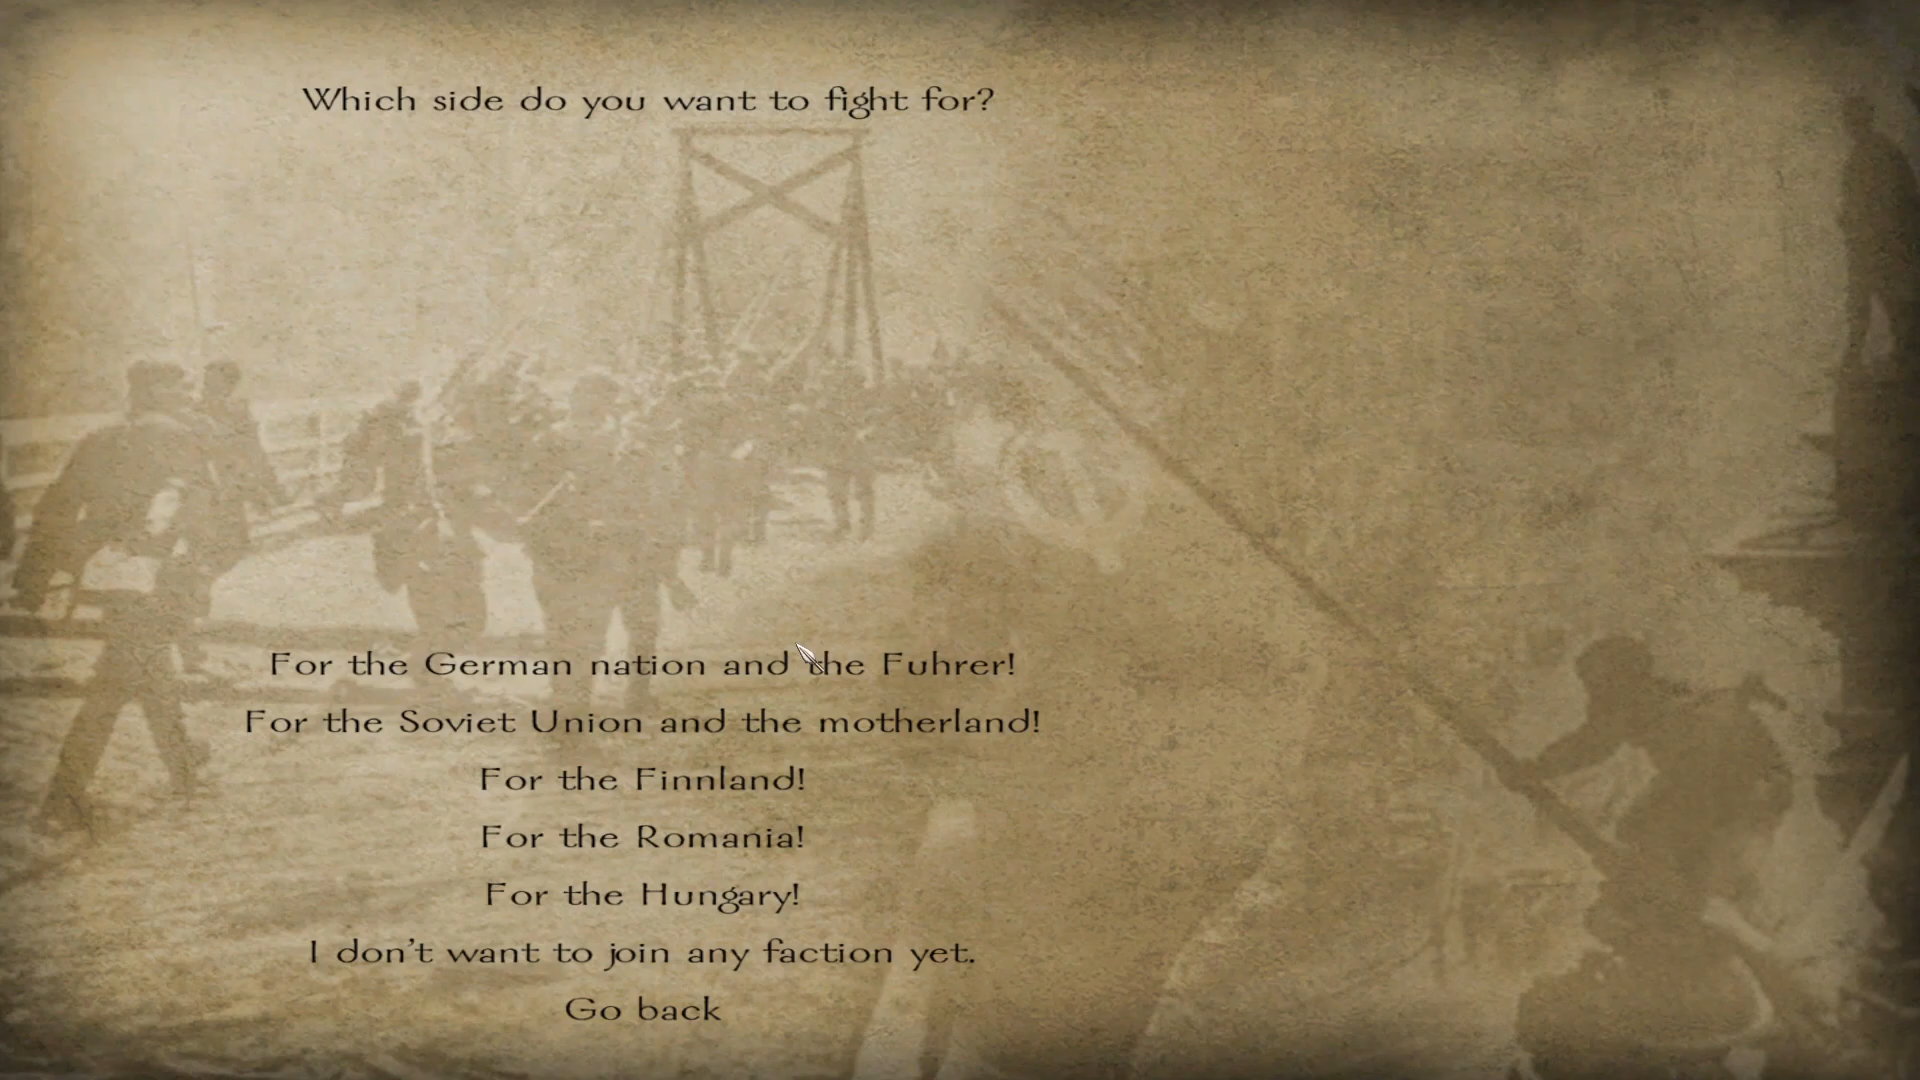 Which side do you want to fight for?
For the German nation and the Fuhrer!
For the Soviet Union and the motherland!
For the Finnland!
For the Romania!
For the Hungary!
I don't want to join any faction yet.
Go back